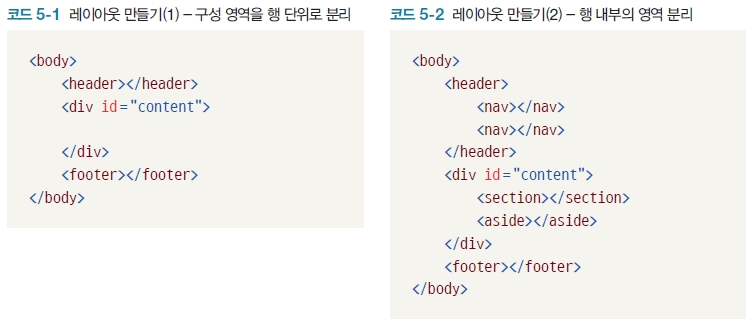 코드 5-1 레이아웃 만들기(1) – 구성 영역을 행 단위로 분리
<body>
    <header></header>
    <div id="content">

    </div>
    <footer></footer>
</body>
코드 5-2 레이아웃 만들기(2) – 행 내부의 영역 분리
<body>
    <header>
        <nav></nav>
        <nav></nav>
    </header>
    <div id="content">
        <section></section>
        <aside></aside>
    </div>
    <footer></footer>
</body>